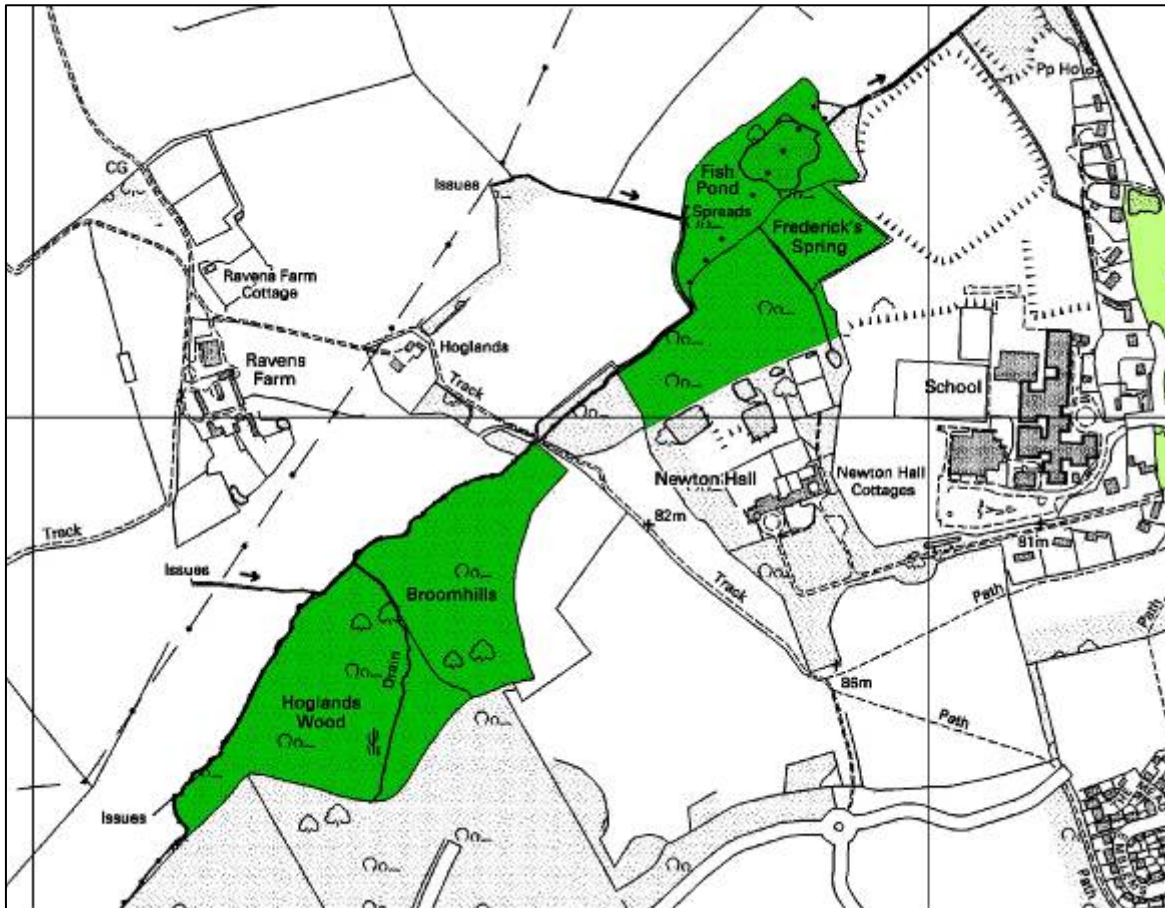 Pp Ho
CG
Issues
Fish
Pond
Spreads
Frederick's
Spring
Ravens Farm
Cottage
Hoglands
Ravens
Farm
Track
School
Newton Hall
Newton Hall
Cottages
82m
Track
81m
Issues
Track
Path
Path
Broomhills
Drain
86m
Hoglands
Wood
Path
Issues
Path